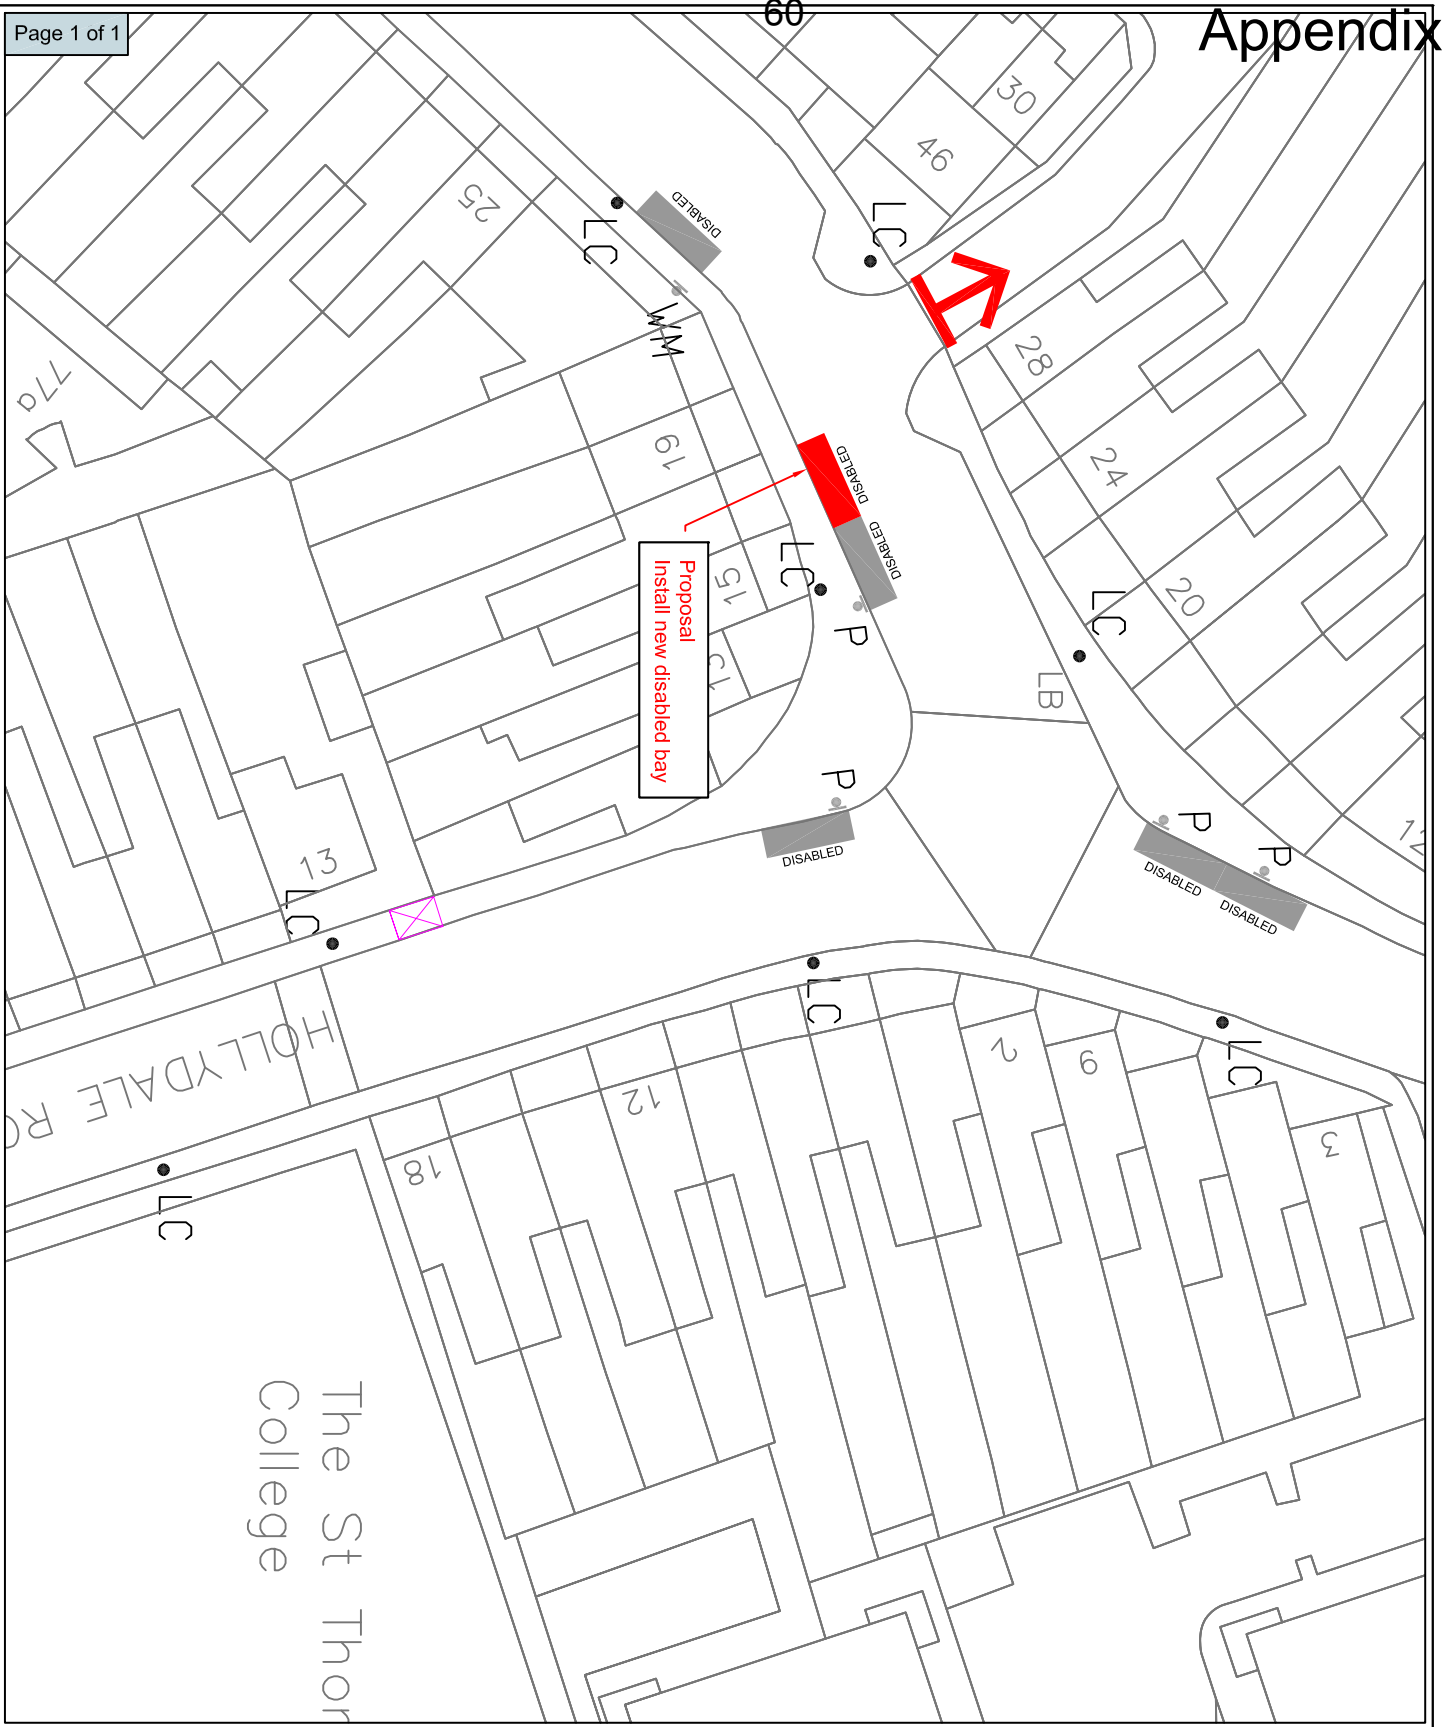 Page 1 of 1
60
Appendix
30
46
25
DISABLED
LC
LC
WM
28
77a
19
DISABLED
24
DISABLED
LC
15
Proposal
Install new disabled bay
20
LC
P
13
LB
P
P
P
12
DISABLED
DISABLED
DISABLED
13
LC
LC
HOLLYDALE RO
2
9
LC
12
18
3
LC
The St Thor
College